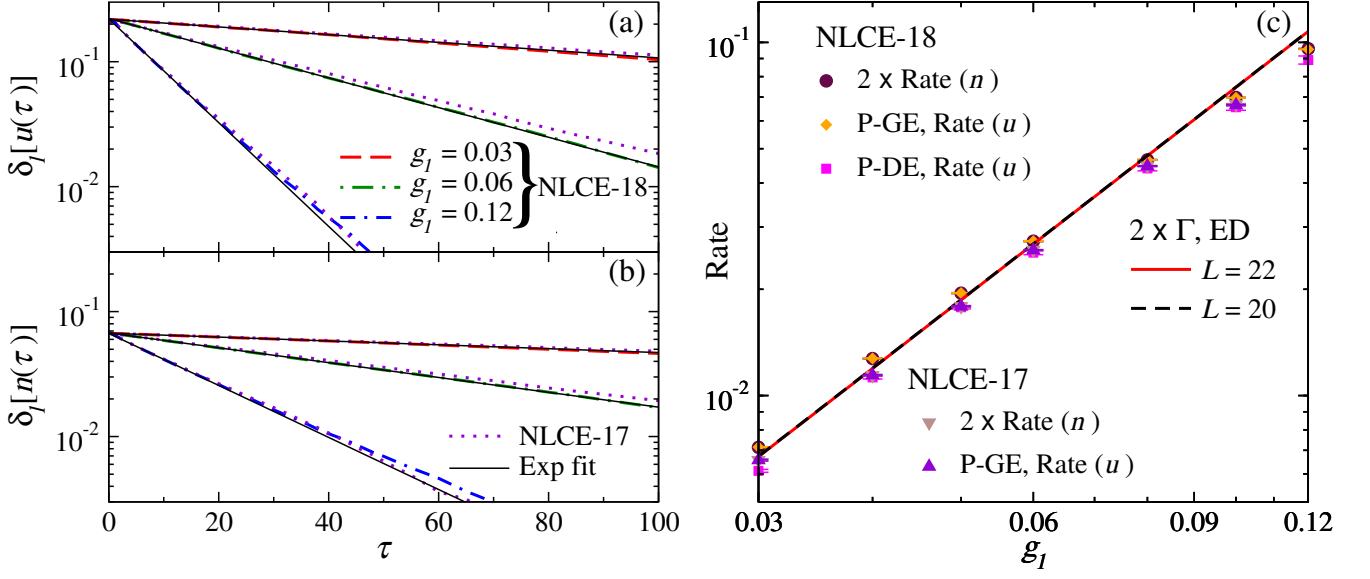 (a)
δ_l[u(τ)]
10⁻¹
10⁻²
g₁ = 0.03
g₁ = 0.06
g₁ = 0.12
NLCE-18
(b)
δ_l[n(τ)]
10⁻¹
10⁻²
NLCE-17
Exp fit
0 20 40 60 80 100
τ
(c)
Rate
10⁻¹
10⁻²
NLCE-18
2 x Rate (n)
P-GE, Rate (u)
P-DE, Rate (u)
2 x Γ, ED
L = 22
L = 20
NLCE-17
2 x Rate (n)
P-GE, Rate (u)
0.03 0.06 0.09 0.12
g₁